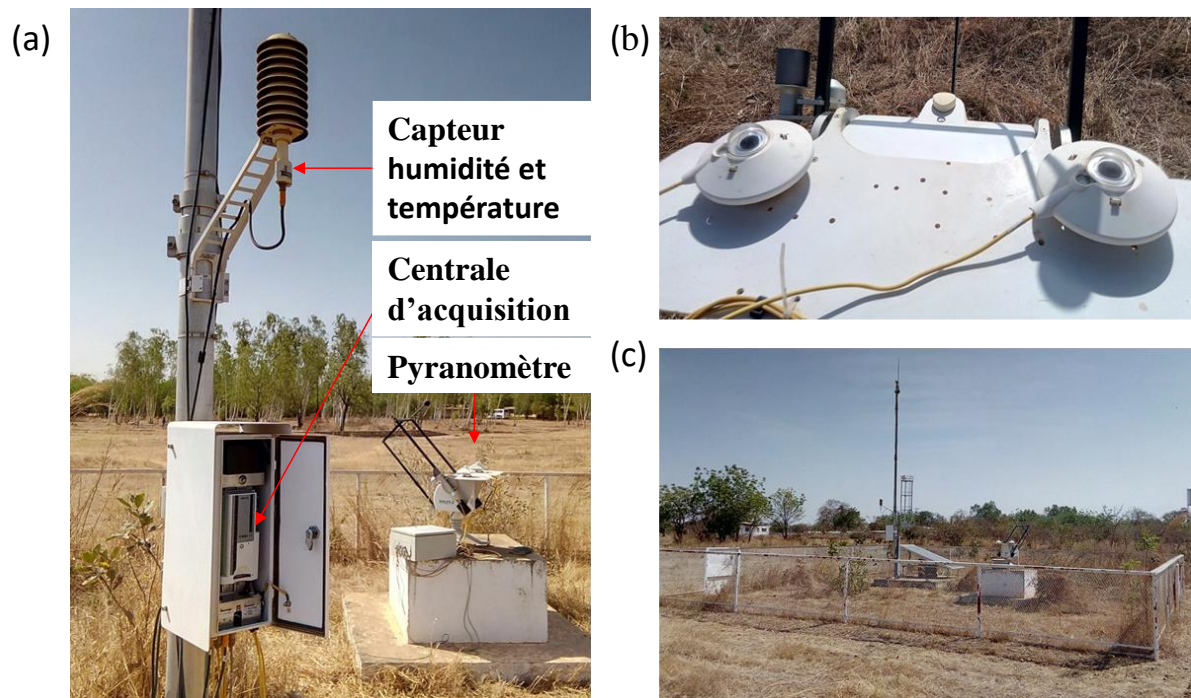 (a)
Capteur
humidité et
température
Centrale
d’acquisition
Pyranomètre
(b)
(c)